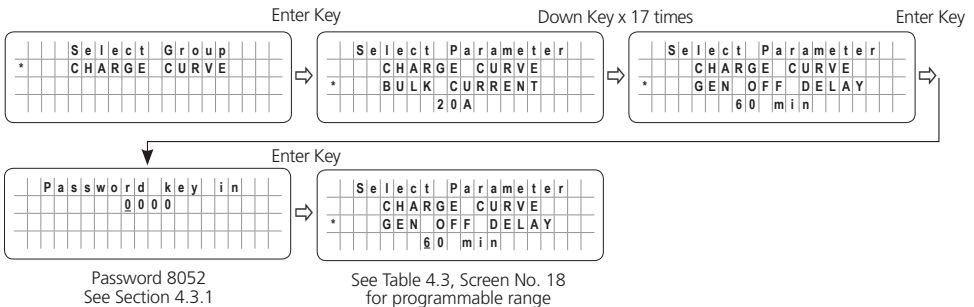 Enter Key
Down Key x 17 times
Enter Key
Select Group
* CHARGE CURVE
Select Parameter
CHARGE CURVE
* BULK CURRENT
20A
Select Parameter
CHARGE CURVE
* GEN OFF DELAY
60 min
Enter Key
Password key in
0000
Select Parameter
CHARGE CURVE
* GEN OFF DELAY
60 min
Password 8052
See Section 4.3.1
See Table 4.3, Screen No. 18
for programmable range